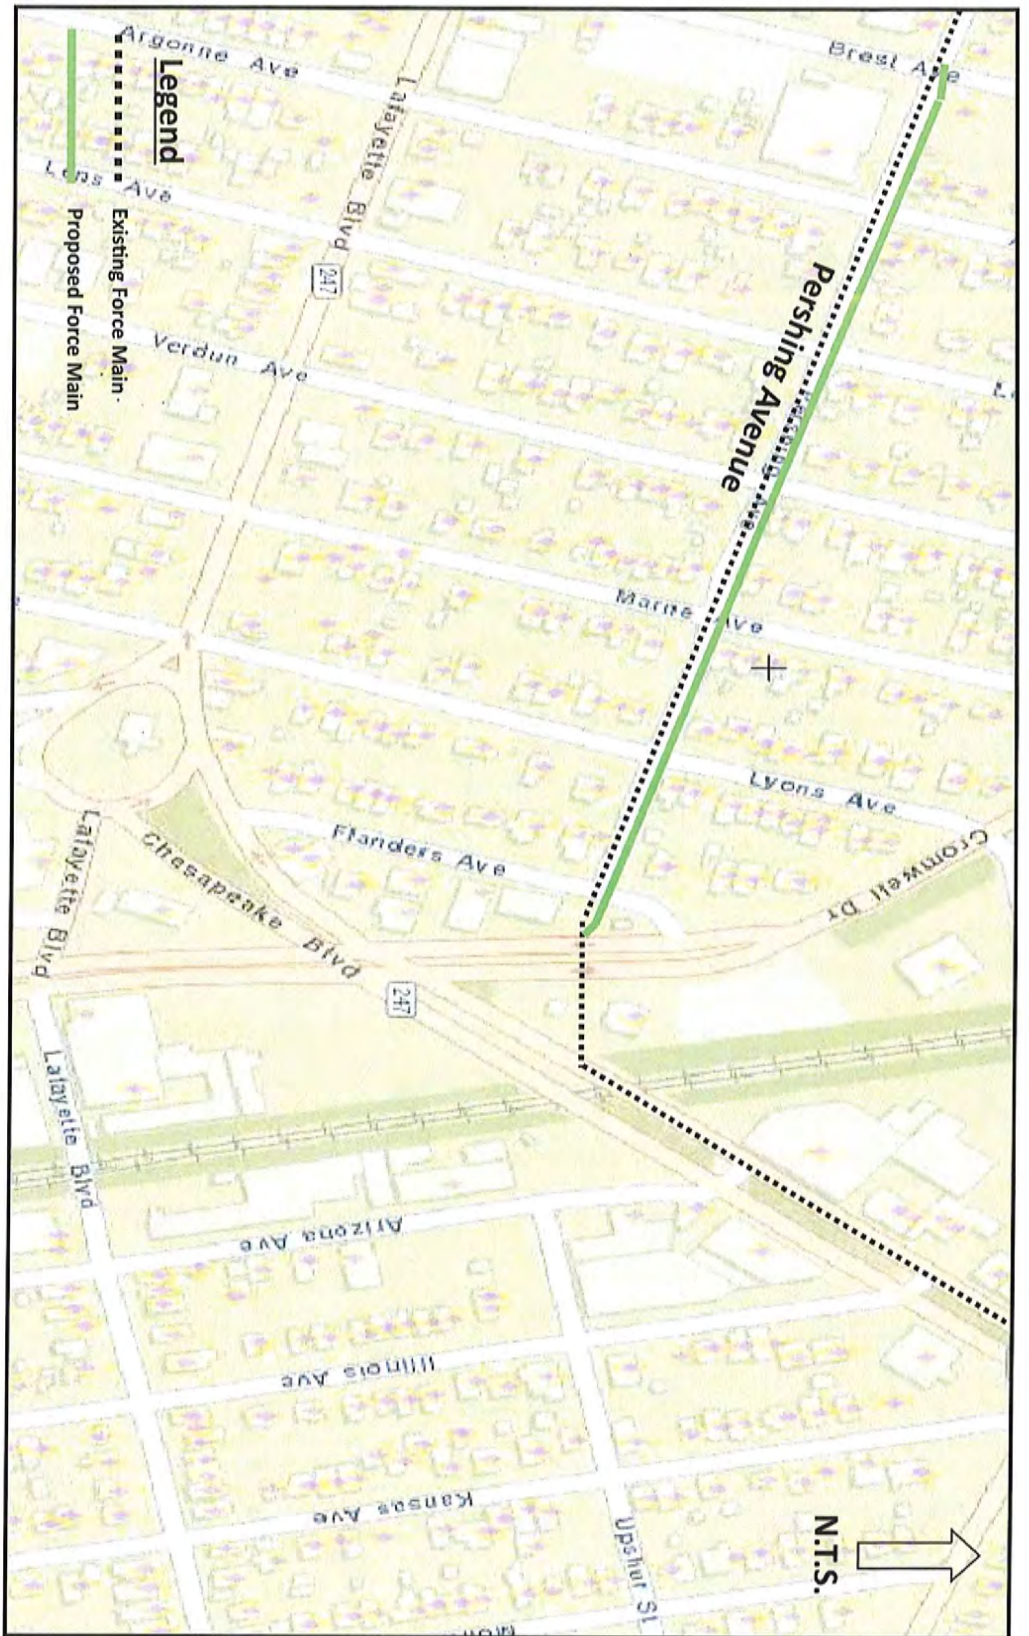 Brest Ave
Argonne Ave
Lafayette Blvd
Legend
Existing Force Main
Proposed Force Main
Lens Ave
247
Pershing Avenue
Pershing Ave
Verdun Ave
Marne Ave
Lyons Ave
Flanders Ave
Cromwell Dr
Chesapeake Blvd
Lafayette Blvd
247
Lafayette Blvd
Arizona Ave
Illinois Ave
Kansas Ave
Upshur St
N.T.S.